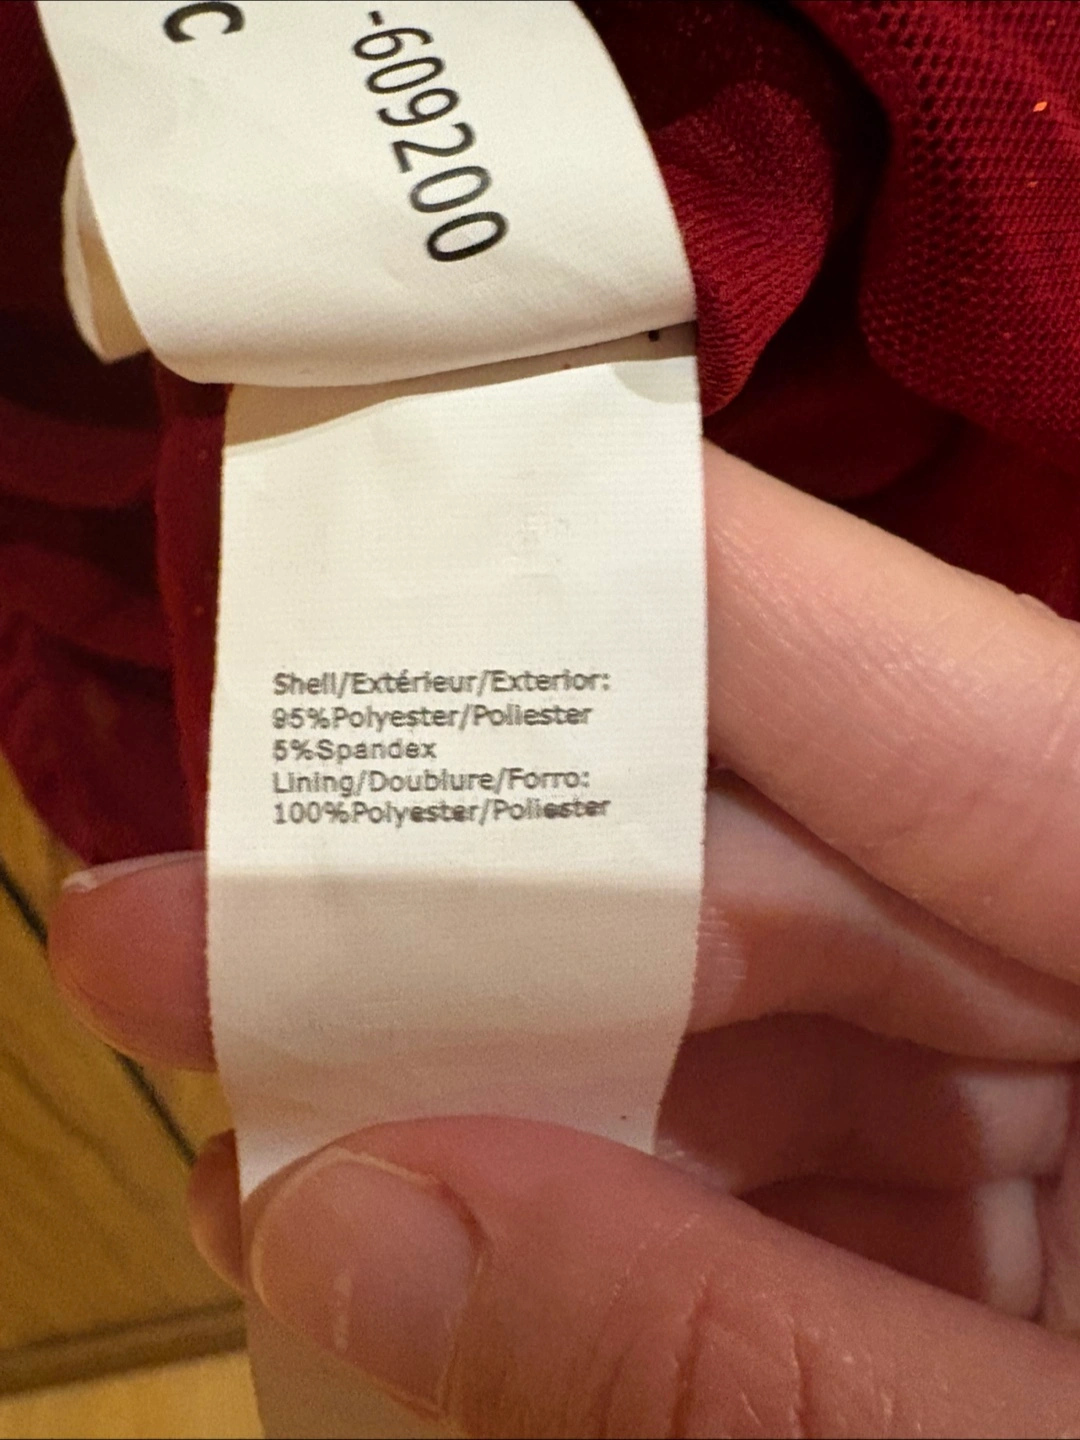 C
-609200
Shell/Extérieur/Exterior:
95%Polyester/Poliester
5%Spandex
Lining/Doublure/Forro:
100%Polyester/Poliester